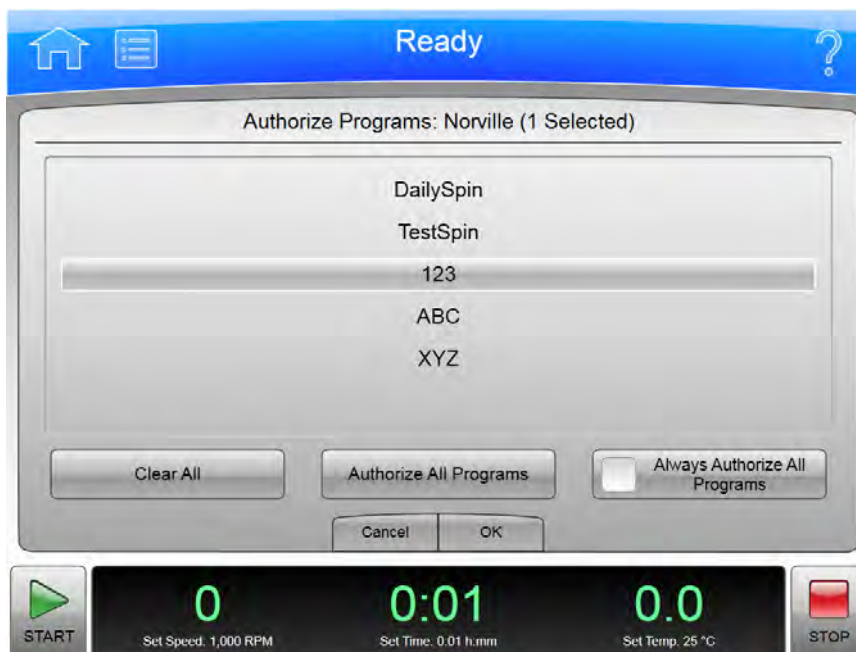 Ready
?
Authorize Programs: Norville (1 Selected)
DailySpin
TestSpin
123
ABC
XYZ
Clear All
Authorize All Programs
Always Authorize All
Programs
Cancel
OK
START
0
0:01
0.0
STOP
Set Speed. 1,000 RPM
Set Time. 0:01 h:mm
Set Temp. 25 °C